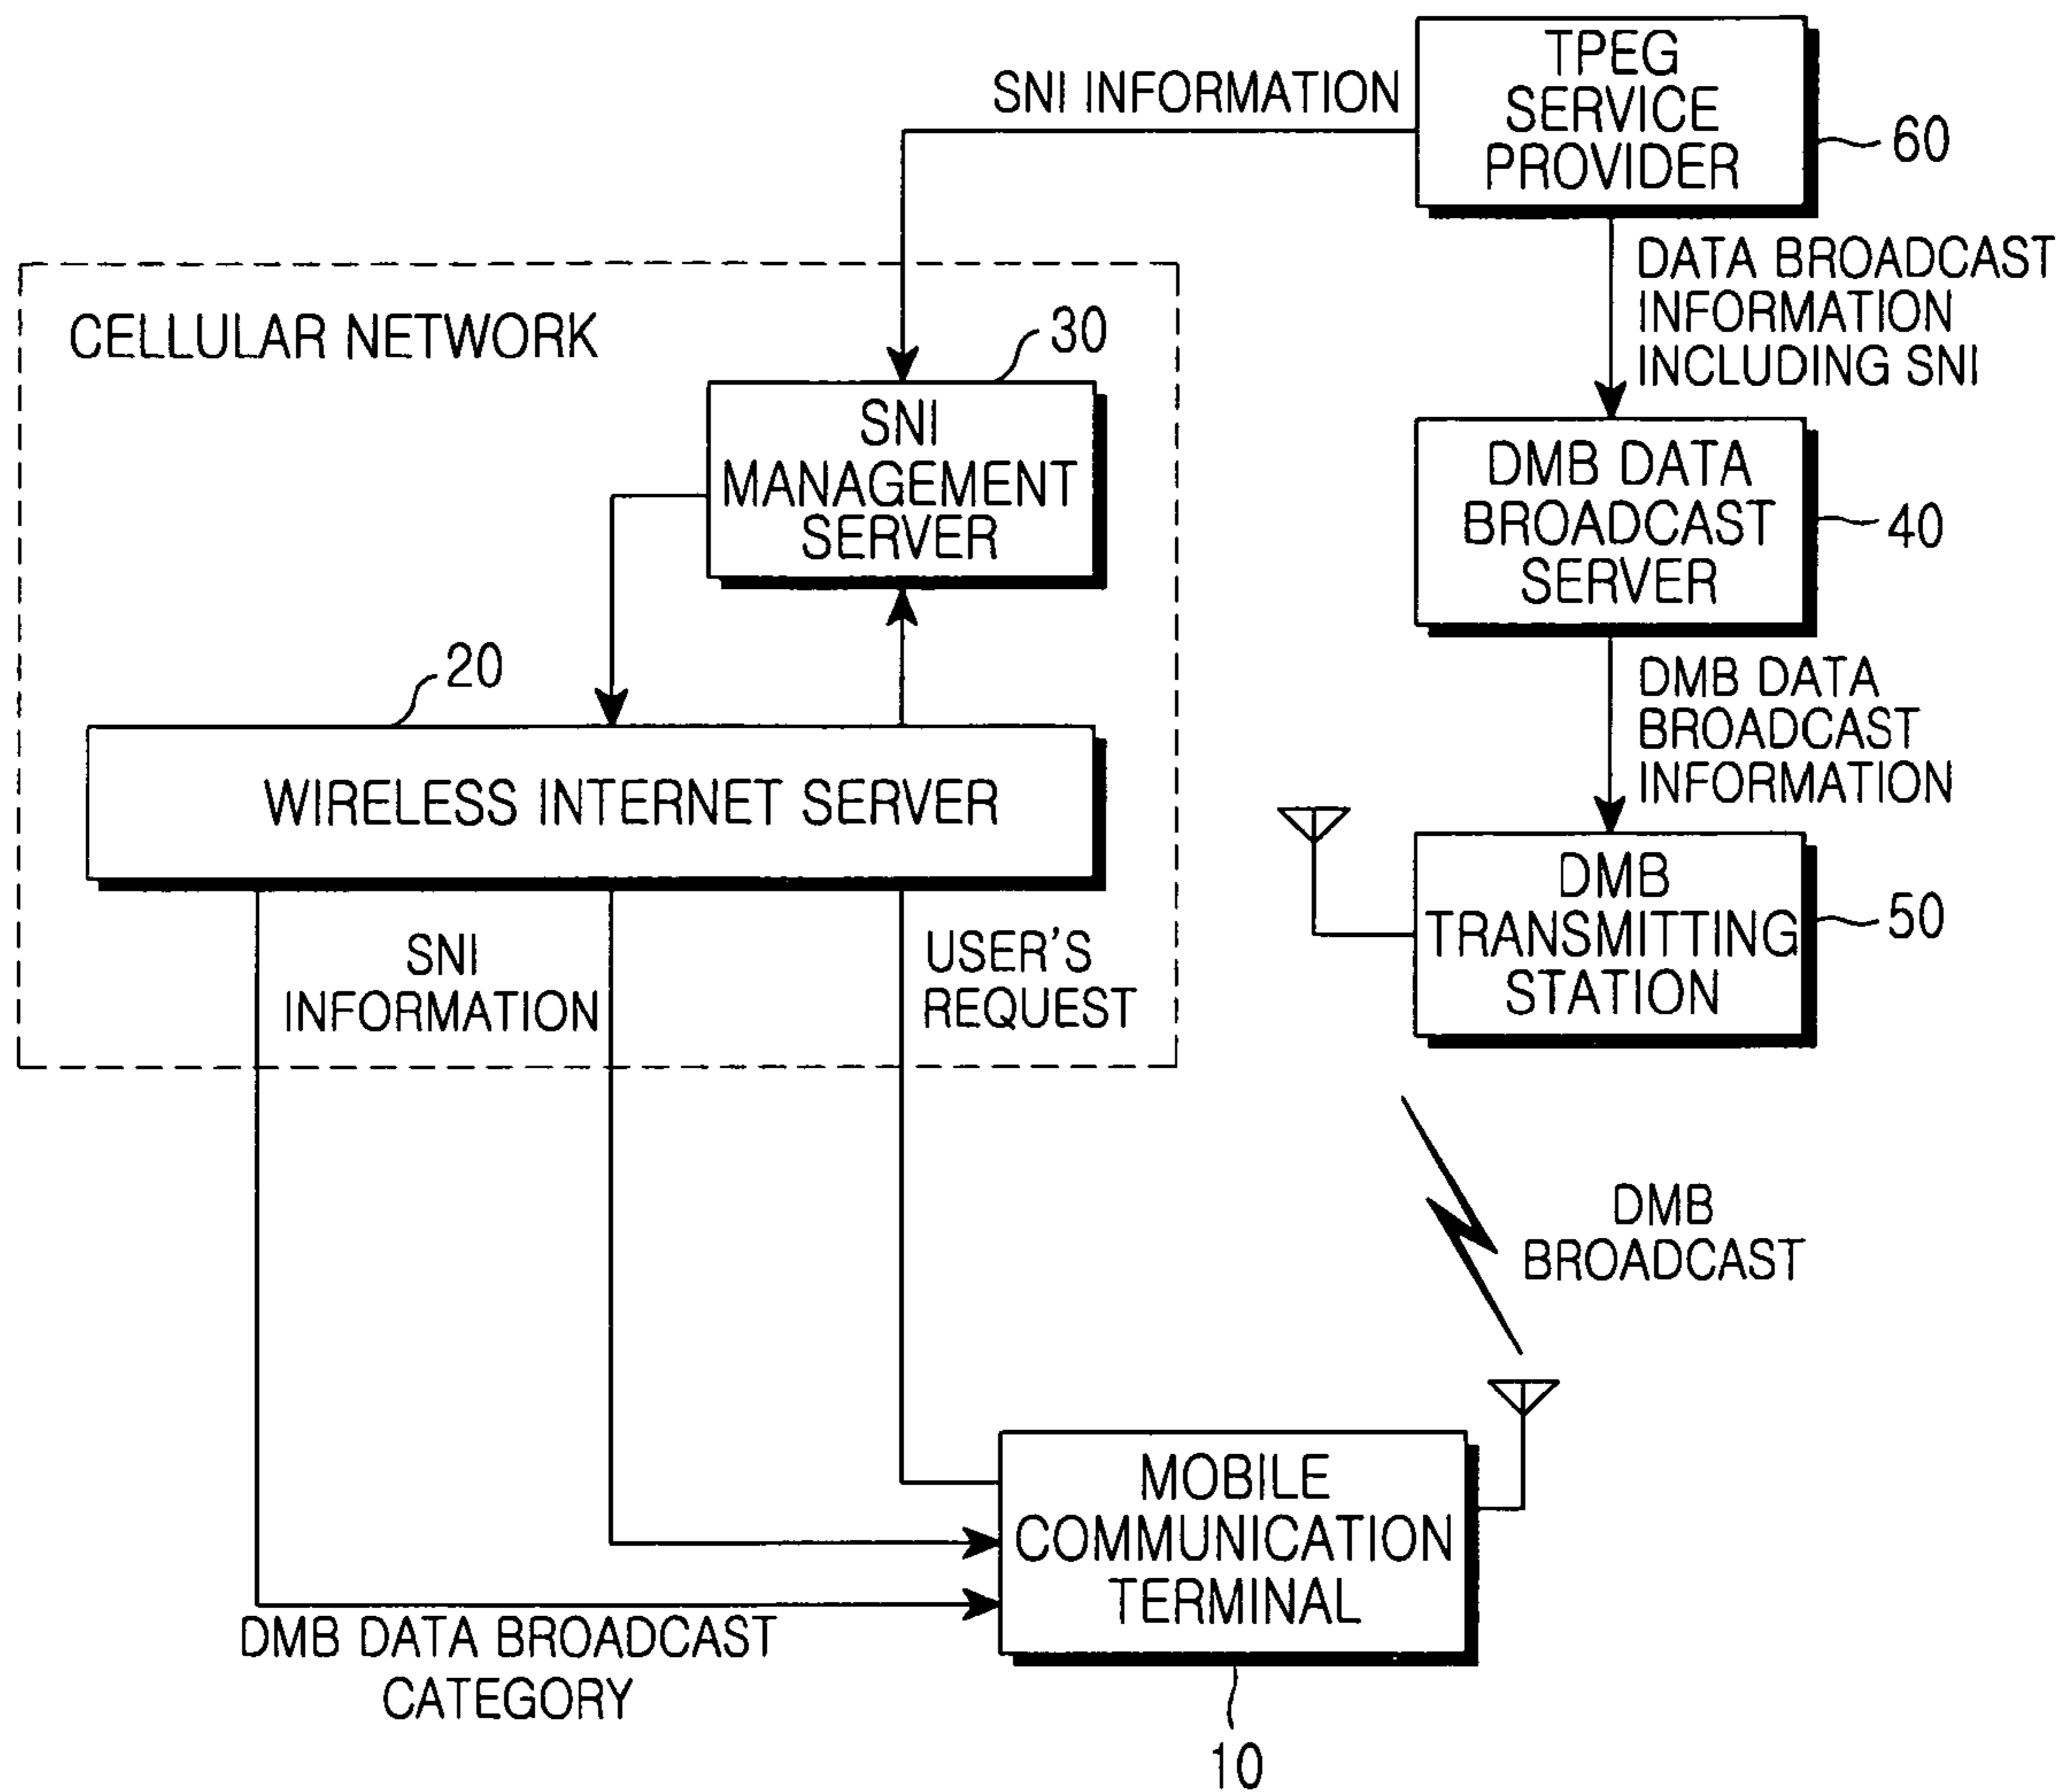 TPEG
SERVICE
PROVIDER
60
SNI INFORMATION
DATA BROADCAST
INFORMATION
INCLUDING SNI
CELLULAR NETWORK
30
SNI
MANAGEMENT
SERVER
DMB DATA
BROADCAST
SERVER
40
20
WIRELESS INTERNET SERVER
DMB DATA
BROADCAST
INFORMATION
DMB
TRANSMITTING
STATION
50
SNI
INFORMATION
USER'S
REQUEST
DMB
BROADCAST
MOBILE
COMMUNICATION
TERMINAL
DMB DATA BROADCAST
CATEGORY
10